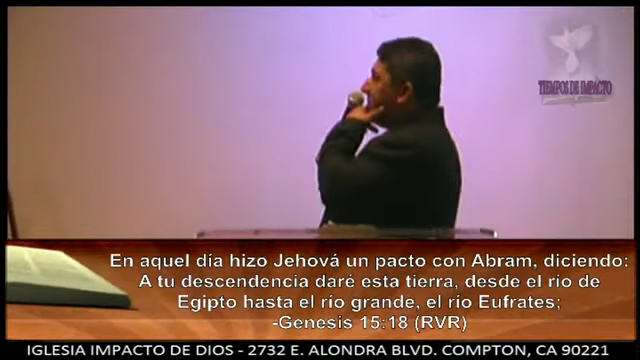 TIEMPOS DE IMPACTO
En aquel día hizo Jehová un pacto con Abram, diciendo:
A tu descendencia daré esta tierra, desde el río de
Egipto hasta el río grande, el río Eufrates;
-Genesis 15:18 (RVR)
IGLESIA IMPACTO DE DIOS - 2732 E. ALONDRA BLVD. COMPTON, CA 90221